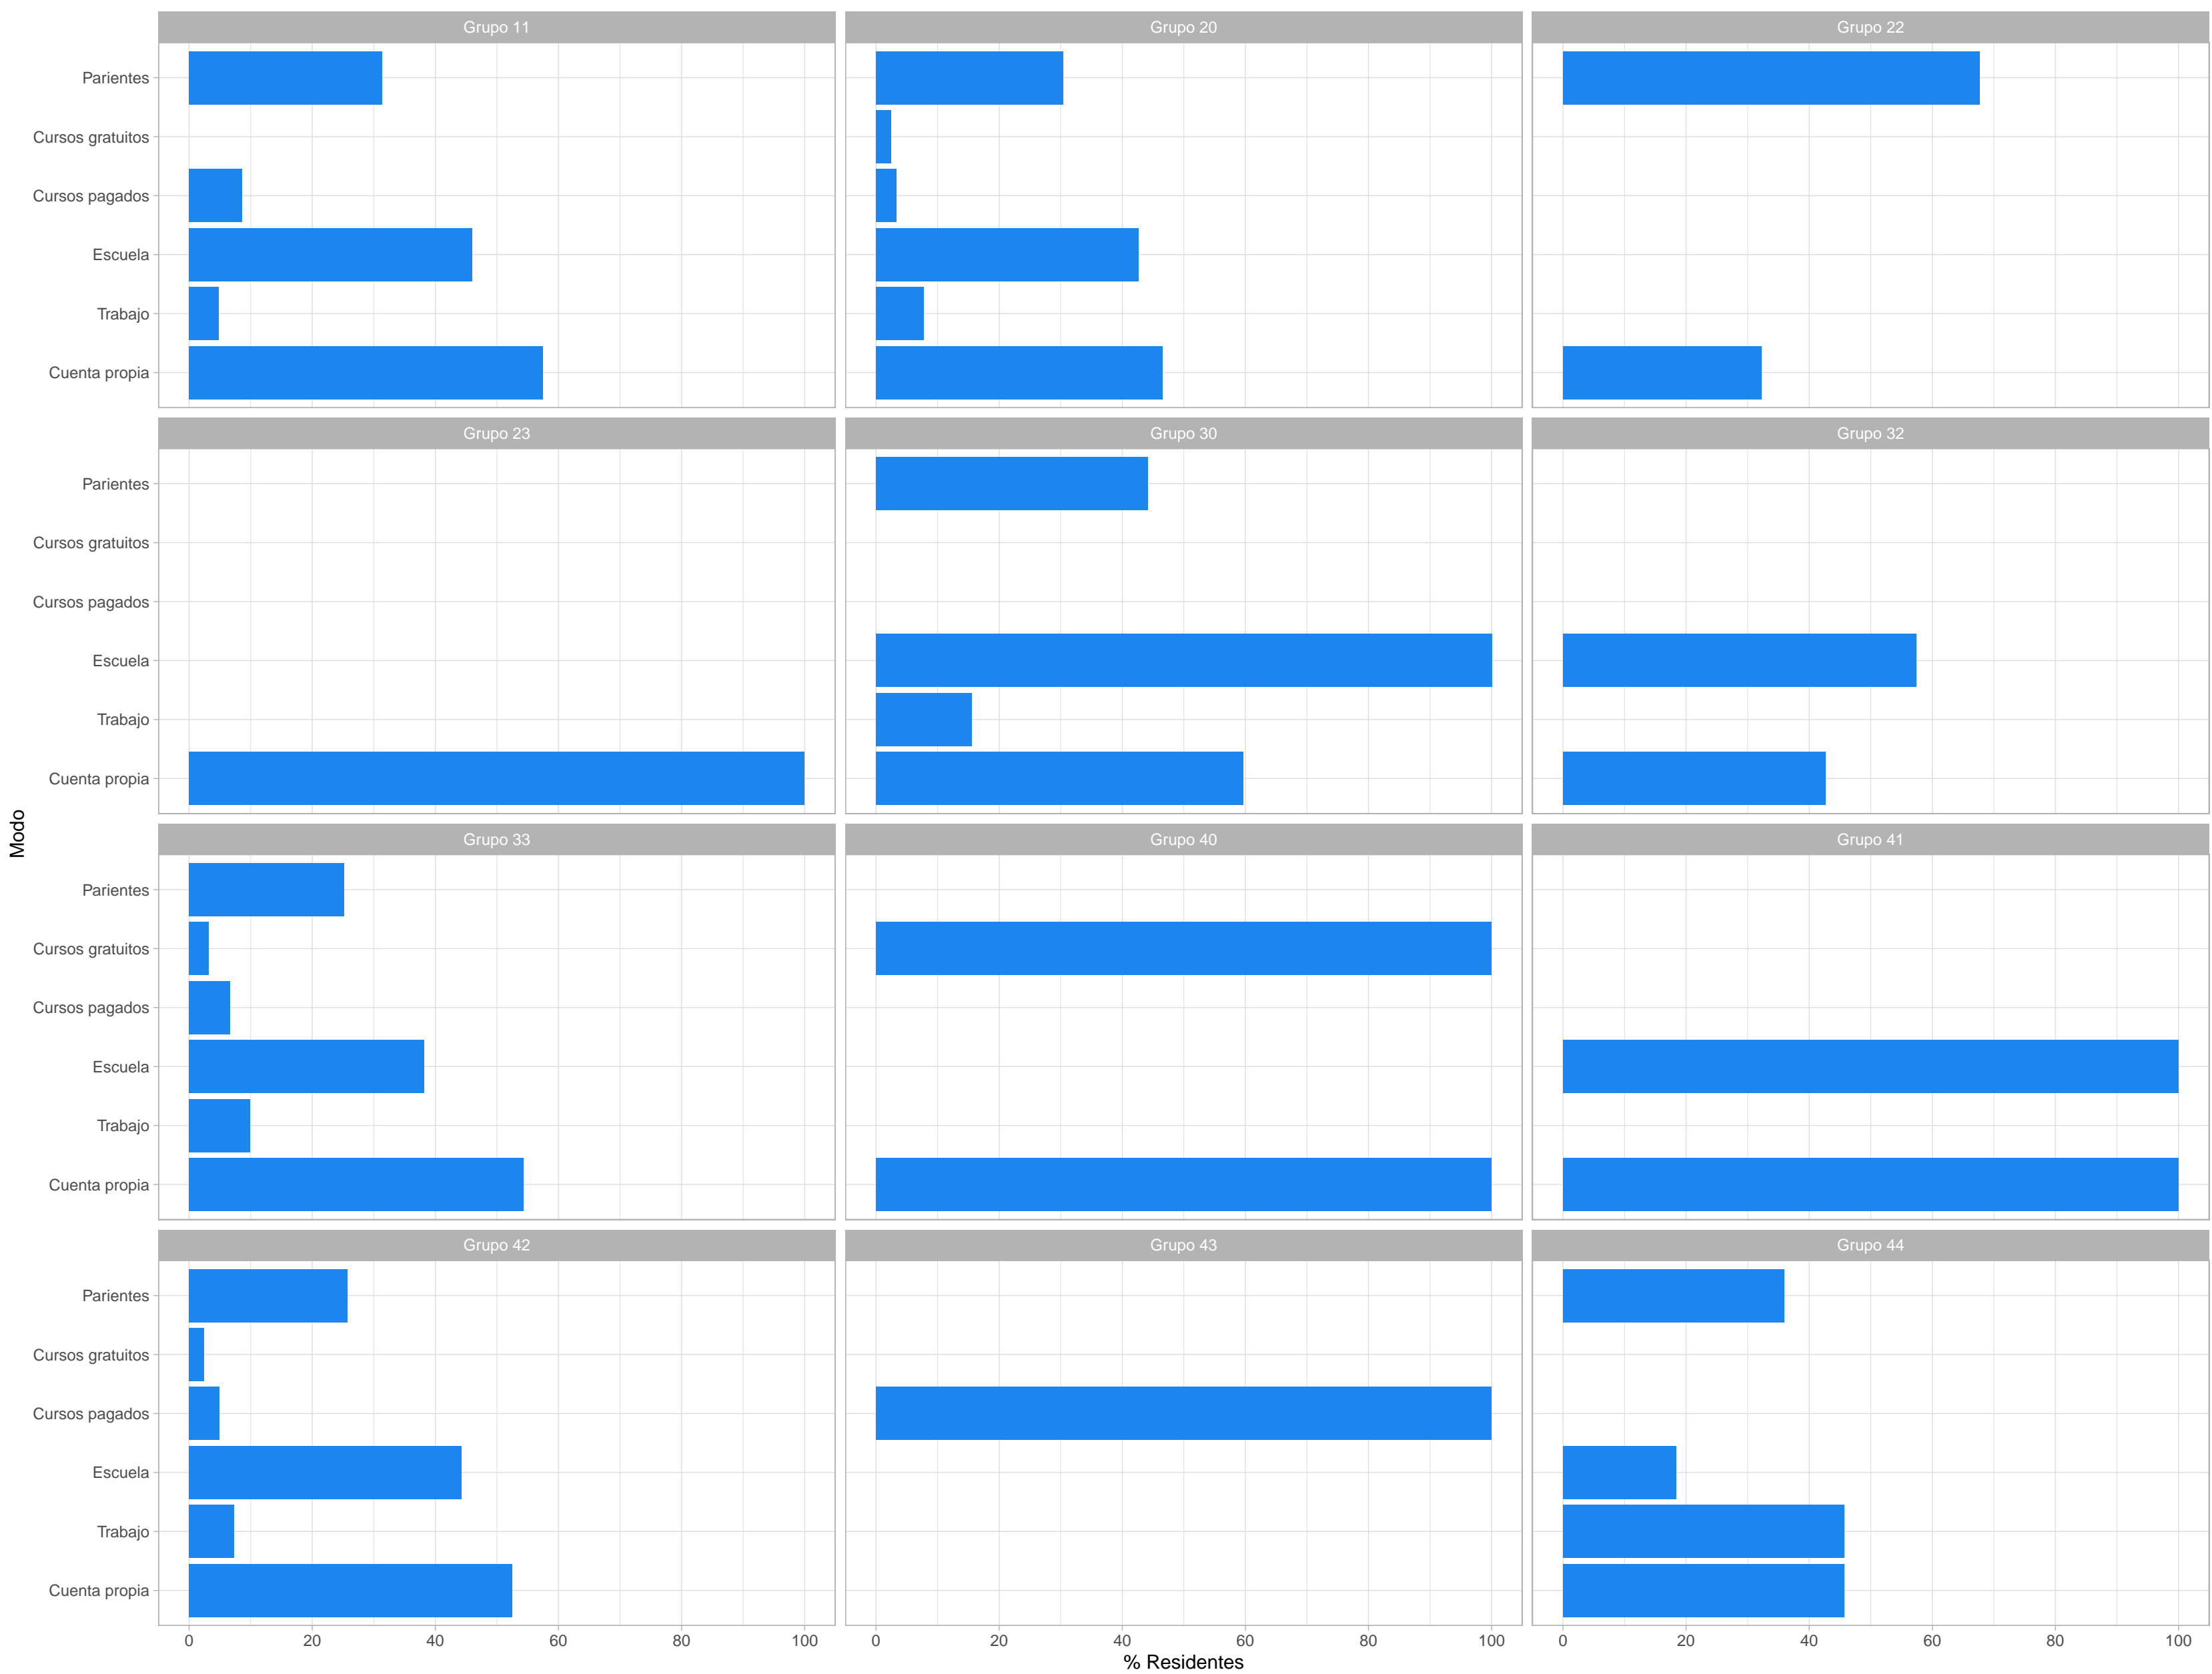 Grupo 11
Grupo 20
Grupo 22
Parientes
Cursos gratuitos
Cursos pagados
Escuela
Trabajo
Cuenta propia
Grupo 23
Grupo 30
Grupo 32
Parientes
Cursos gratuitos
Cursos pagados
Escuela
Trabajo
Cuenta propia
Modo
Grupo 33
Grupo 40
Grupo 41
Parientes
Cursos gratuitos
Cursos pagados
Escuela
Trabajo
Cuenta propia
Grupo 42
Grupo 43
Grupo 44
Parientes
Cursos gratuitos
Cursos pagados
Escuela
Trabajo
Cuenta propia
0 20 40 60 80 100
0 20 40 60 80 100
0 20 40 60 80 100
% Residentes